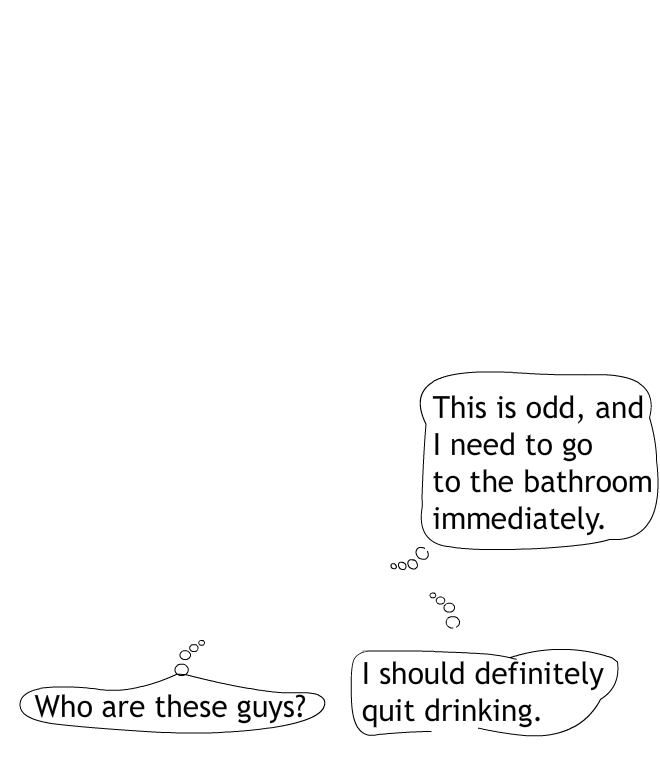 This is odd, and
I need to go
to the bathroom
immediately.
I should definitely
quit drinking.
Who are these guys?